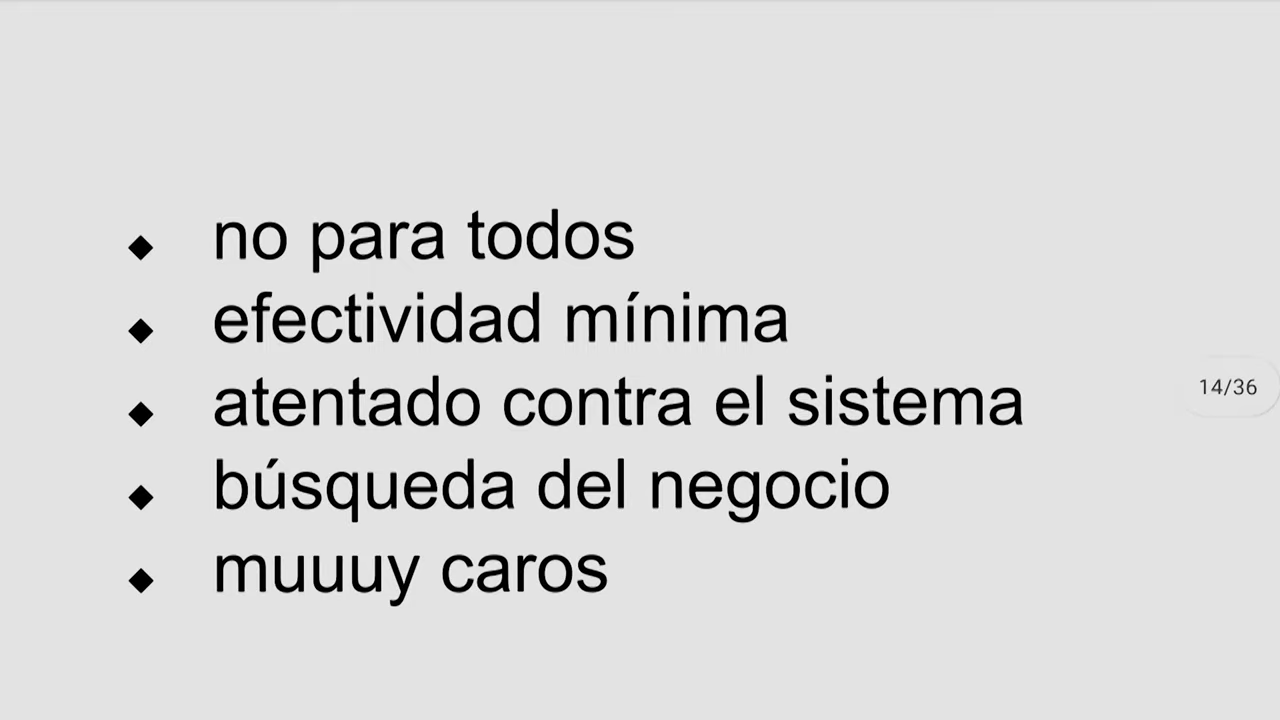 ◆ no para todos
◆ efectividad mínima
◆ atentado contra el sistema
◆ búsqueda del negocio
◆ muuuy caros
14/36